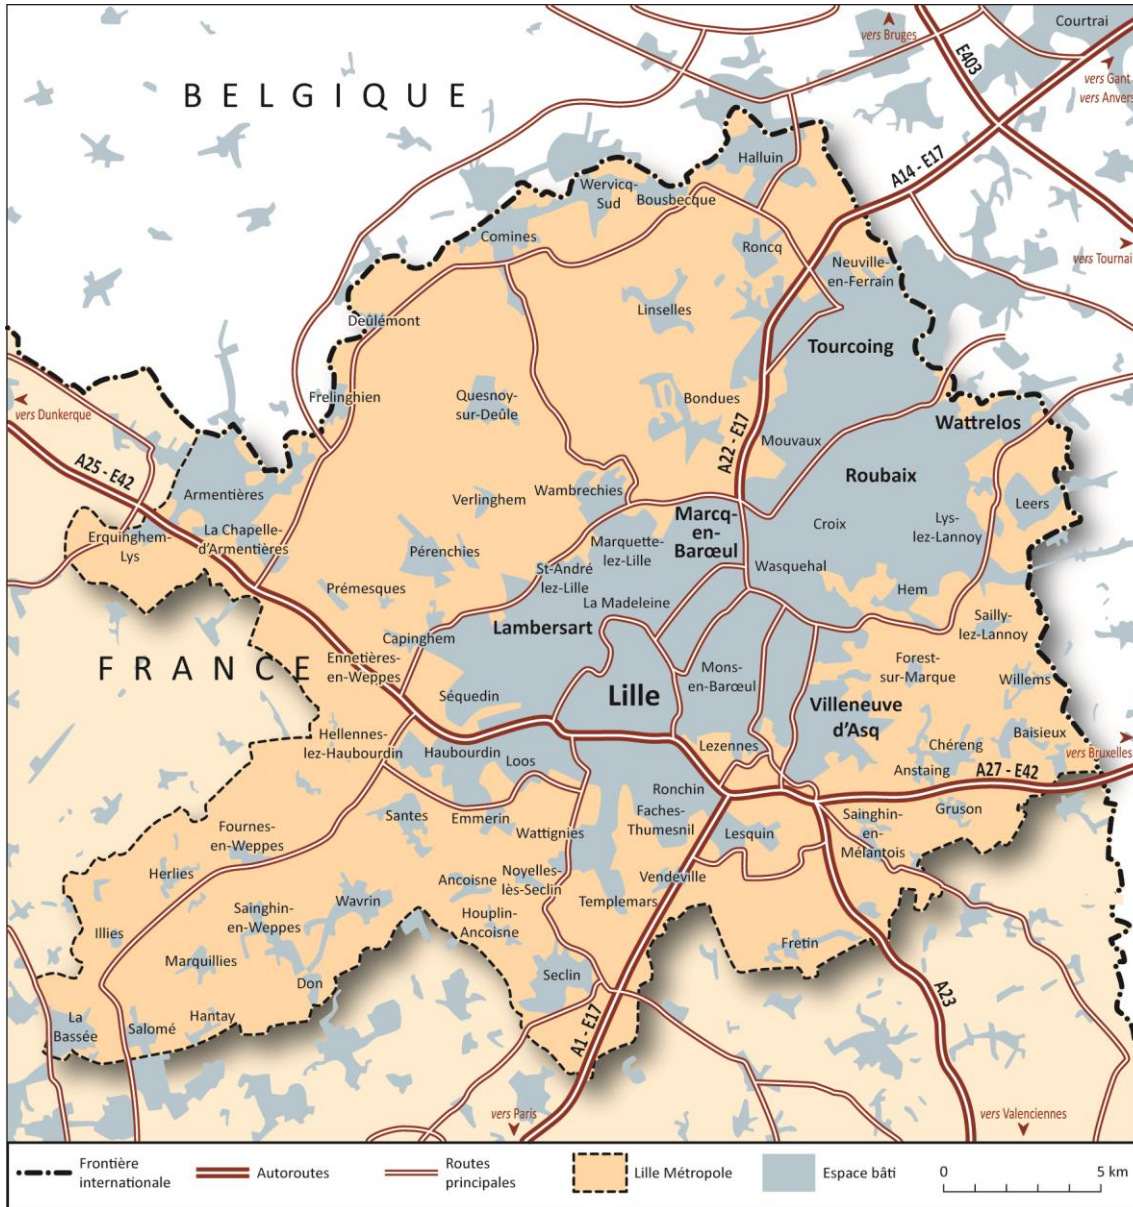 Courtrai
vers Bruges
E403
vers Gant
vers Anvers
BELGIQUE
Halluin
A14 - E17
Wervicq-
Sud
Bousbecque
Comines
Roncq
vers Tournai
Neuville-
en-Ferrain
Linselles
Deûlémont
Tourcoing
Frelinghien
Quesnoy-
sur-Deûle
Bondues
vers Dunkerque
Wattrelos
A22 - E17
Mouvaux
A25 - E42
Roubaix
Armentières
Verlinghem
Wambrechies
Leers
Marcq-
en-
Barœul
Croix
Lys-
lez-Lannoy
La Chapelle-
d'Armentières
Erquinghem-
Lys
Pérenchies
Marquette-
lez-Lille
St-André
lez-Lille
Wasquehal
Prémesques
Hem
La Madeleine
Sailly-
lez-Lannoy
Lambersart
Capinghem
FRANCE
Ennetières-
en-Weppes
Forest-
sur-Marque
Mons-
en-Barœul
Willems
Séquedin
Lille
Villeneuve
d'Asq
Hellennes-
lez-Haubourdin
Haubourdin
Lezennes
Baisieux
Chéreng
vers Bruxelles
Loos
Anstaing
A27 - E42
Ronchin
Santes
Emmerin
Faches-
Thumesnil
Gruson
Sainghin-
en-
Mélantois
Fournes-
en-Weppes
Wattignies
Lesquin
Herlies
Ancoisne
Noyelles-
lès-Seclin
Vendeville
Wavrin
Templemars
Sainghin-
en-Weppes
Houplin-
Ancoisne
Illies
Fretin
Marquillies
Seclin
Don
A23
La
Bassée
Salomé
Hantay
A1 - E17
vers Paris
vers Valenciennes
Frontière
internationale
Autoroutes
Routes
principales
Lille Métropole
Espace bâti
0
5 km